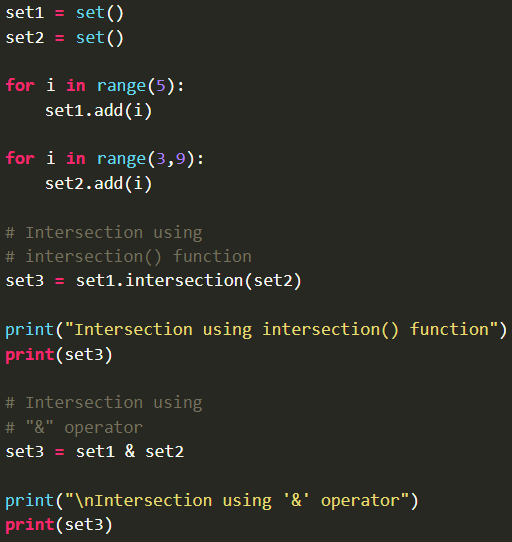 set1 = set()
set2 = set()
for i in range(5):
    set1.add(i)
for i in range(3,9):
    set2.add(i)
# Intersection using
# intersection() function
set3 = set1.intersection(set2)
print("Intersection using intersection() function")
print(set3)
# Intersection using
# "&" operator
set3 = set1 & set2
print("\nIntersection using '&' operator")
print(set3)